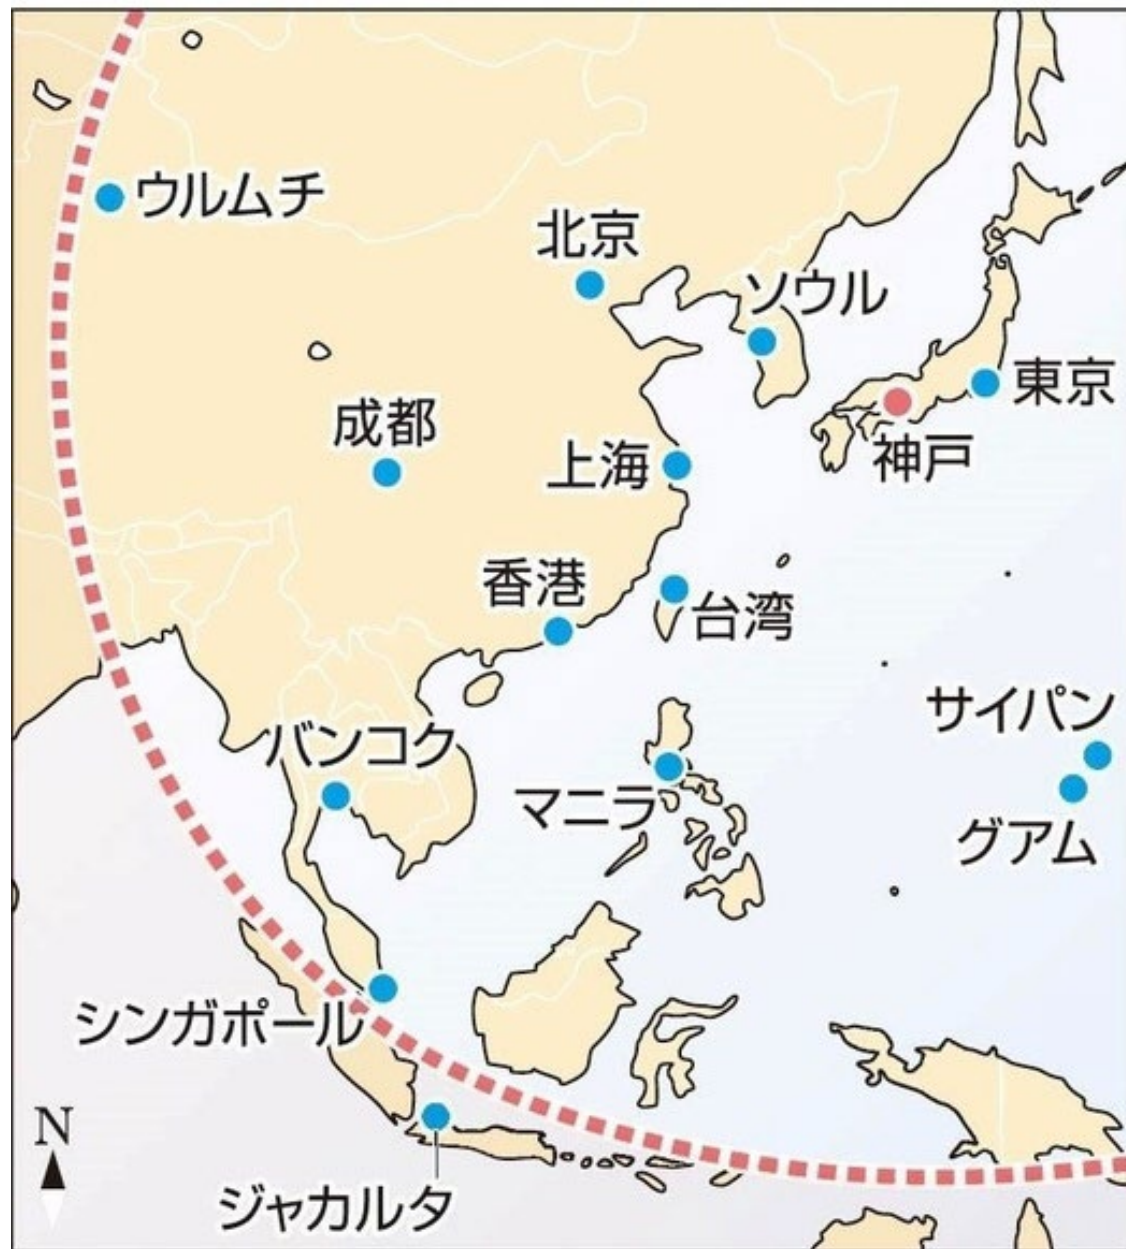 ウルムチ
北京
ソウル
東京
成都
上海
神戸
香港
台湾
サイパン
バンコク
マニラ
グアム
シンガポール
N
ジャカルタ